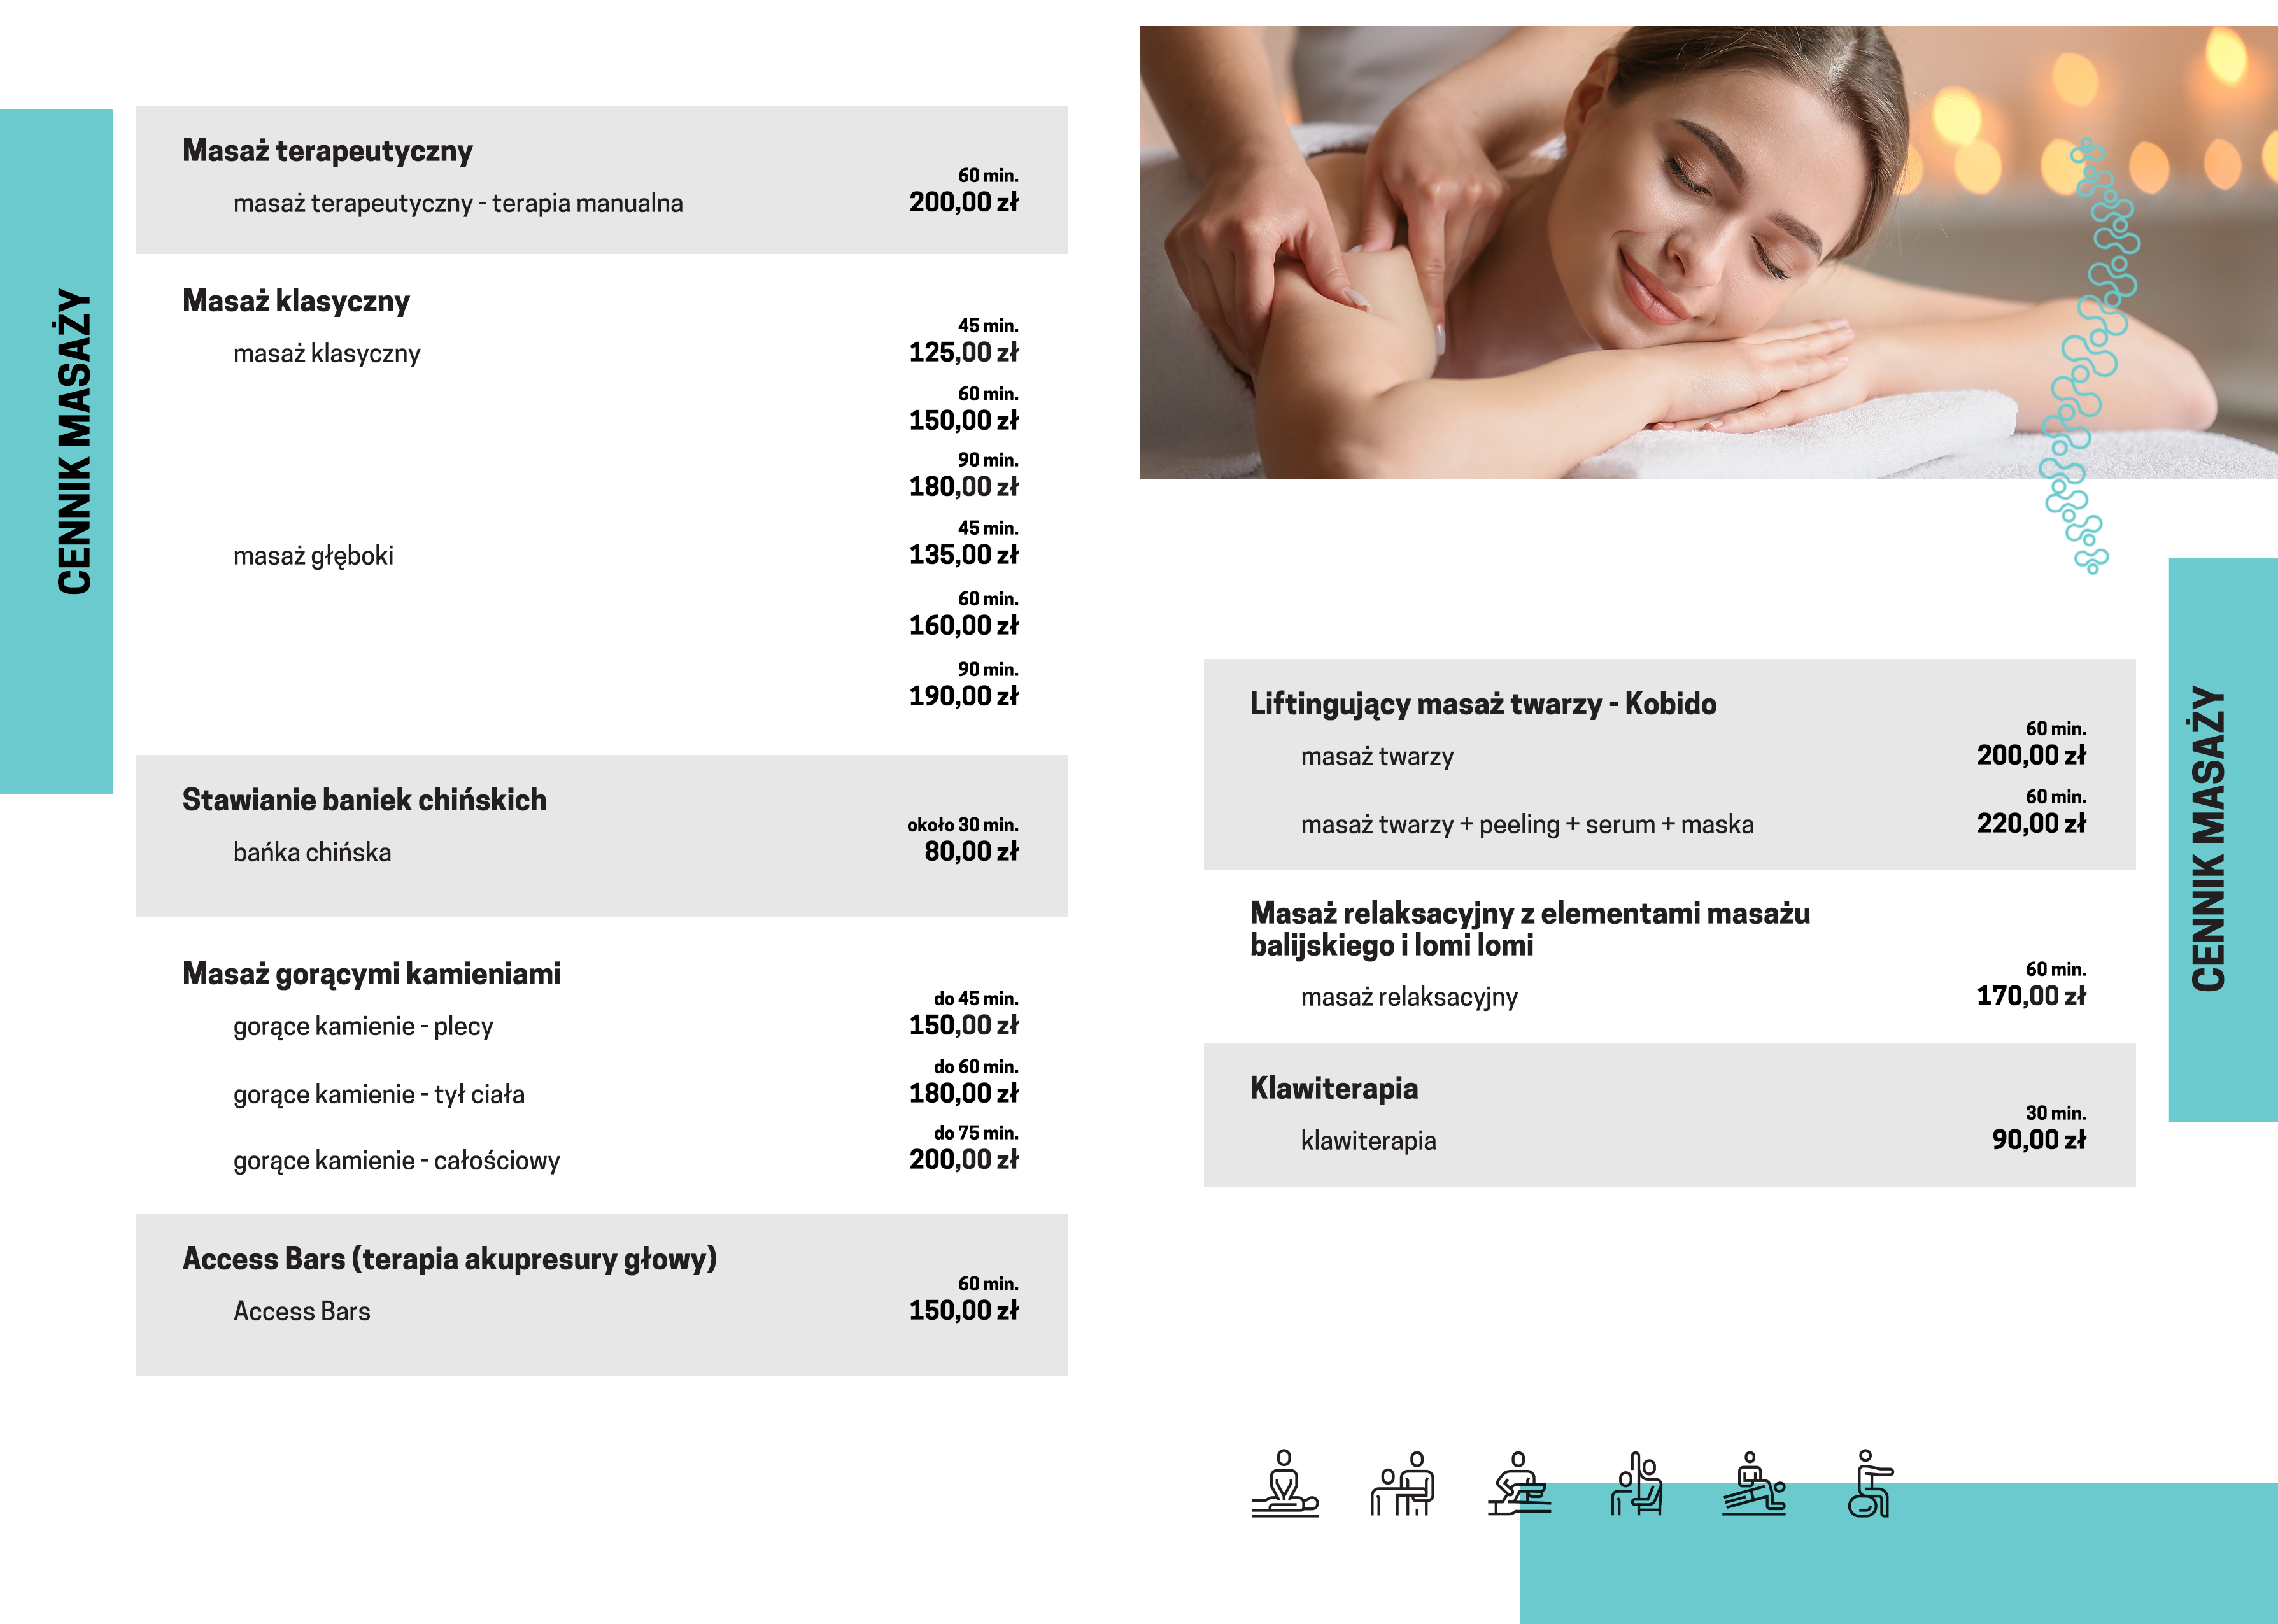 CENNIK MASAŻY
Masaż terapeutyczny
60 min.
masaż terapeutyczny - terapia manualna 200,00 zł
Masaż klasyczny
45 min.
masaż klasyczny 125,00 zł
60 min.
150,00 zł
90 min.
180,00 zł
45 min.
masaż głęboki 135,00 zł
60 min.
160,00 zł
90 min.
190,00 zł
Stawianie baniek chińskich
około 30 min.
bańka chińska 80,00 zł
Masaż gorącymi kamieniami
do 45 min.
gorące kamienie - plecy 150,00 zł
do 60 min.
gorące kamienie - tył ciała 180,00 zł
do 75 min.
gorące kamienie - całościowy 200,00 zł
Access Bars (terapia akupresury głowy)
60 min.
Access Bars 150,00 zł
Liftingujący masaż twarzy - Kobido
60 min.
masaż twarzy 200,00 zł
60 min.
masaż twarzy + peeling + serum + maska 220,00 zł
Masaż relaksacyjny z elementami masażu
balijskiego i lomi lomi
60 min.
masaż relaksacyjny 170,00 zł
Klawiterapia
30 min.
klawiterapia 90,00 zł
CENNIK MASAŻY